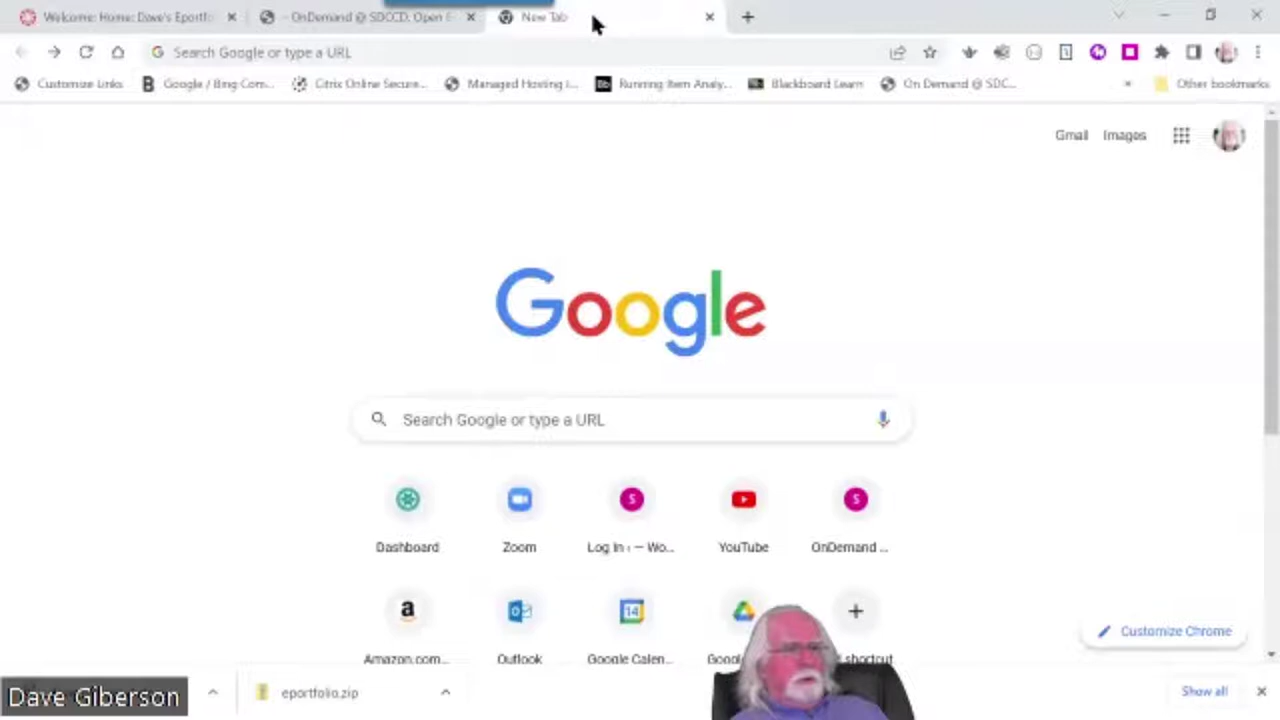 Welcome: Home: Dave's Eportfo
- OnDemand @ SDCCD. Open E
New Tab
Search Google or type a URL
Customize Links
Google / Bing Com...
Citrix Online Secure...
Managed Hosting i...
Running Item Analy...
Blackboard Learn
On Demand @ SDC...
Other bookmarks
Gmail
Images
Google
Search Google or type a URL
Dashboard
Zoom
Log In ‹ — Wo...
YouTube
OnDemand ...
Amazon.com...
Outlook
Google Calen...
Googl
shortcut
Customize Chrome
Dave Giberson
eportfolio.zip
Show all